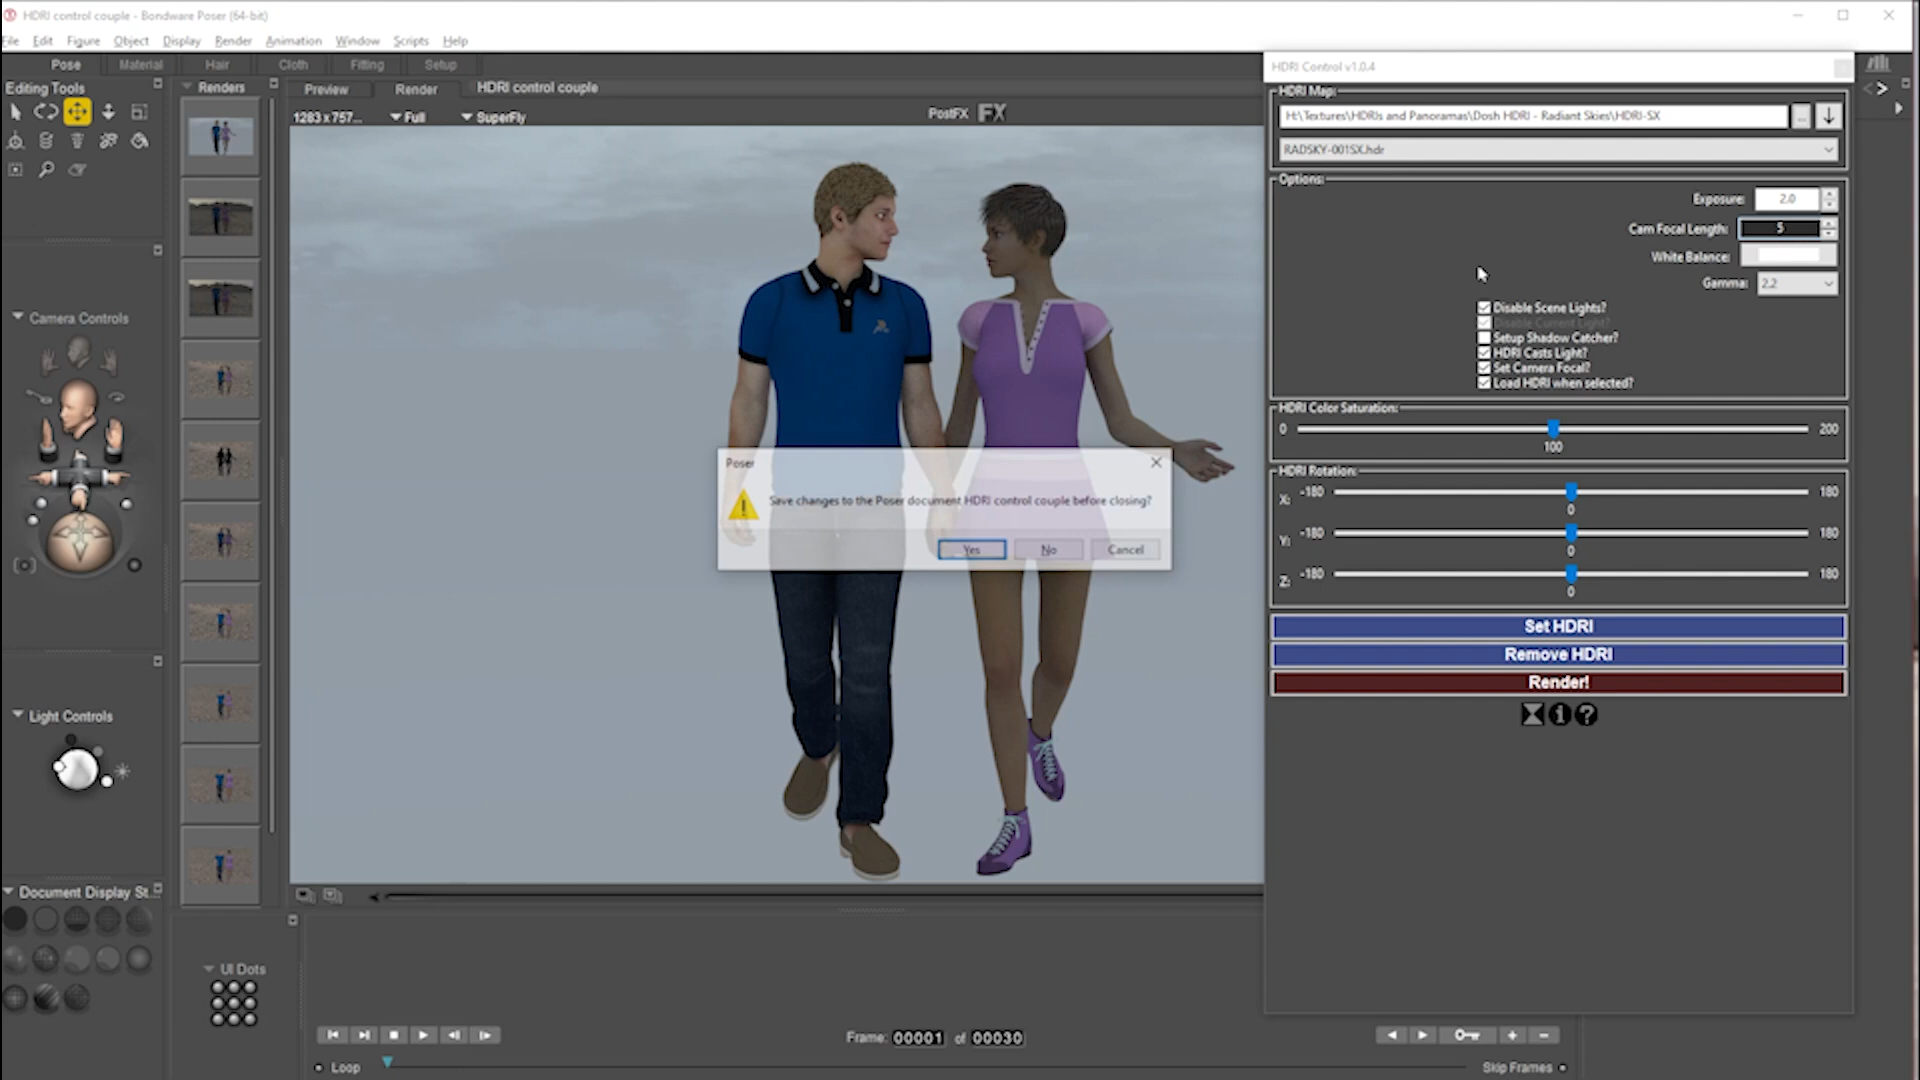 HDRI control couple - Bondware Poser (64-bit)
File Edit Figure Object Display Render Animation Window Scripts Help
Pose Material Hair Cloth Fitting Setup
Editing Tools
Renders
Preview Render HDRI control couple
1283 x 757... Full SuperFly PostFX FX
Camera Controls
Light Controls
Document Display St...
UI Dots
Poser
Save changes to the Poser document HDRI control couple before closing?
Yes No Cancel
HDRI Control v1.0.4
HDRI Map:
H:\Textures\HDRIs and Panoramas\Dosh HDRI - Radiant Skies\HDRI-SX ...
RADSKY-001SX.hdr
Options:
Exposure: 2.0
Cam Focal Length: 5
White Balance:
Gamma: 2.2
Disable Scene Lights?
Disable Current Light?
Setup Shadow Catcher?
HDRI Casts Light?
Set Camera Focal?
Load HDRI when selected?
HDRI Color Saturation:
0 200
100
HDRI Rotation:
X: -180 180
0
Y: -180 180
0
Z: -180 180
0
Set HDRI
Remove HDRI
Render!
Frame: 00001 of 00030
Loop
Skip Frames